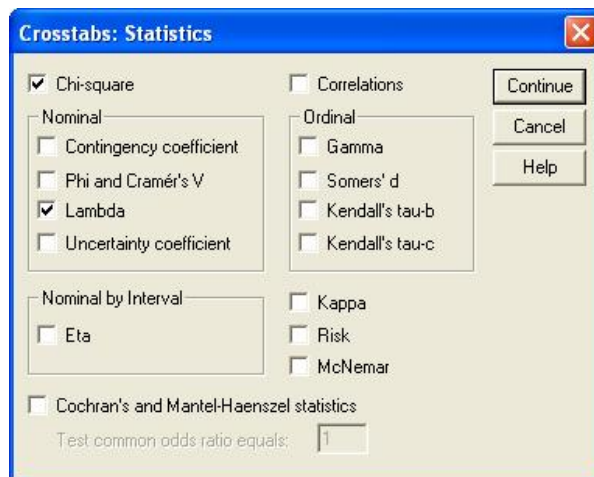 Crosstabs: Statistics
Chi-square
Correlations
Continue
Nominal
Ordinal
Cancel
Contingency coefficient
Gamma
Help
Phi and Cramér's V
Somers' d
Lambda
Kendall's tau-b
Uncertainty coefficient
Kendall's tau-c
Nominal by Interval
Kappa
Eta
Risk
McNemar
Cochran's and Mantel-Haenszel statistics
Test common odds ratio equals: 1